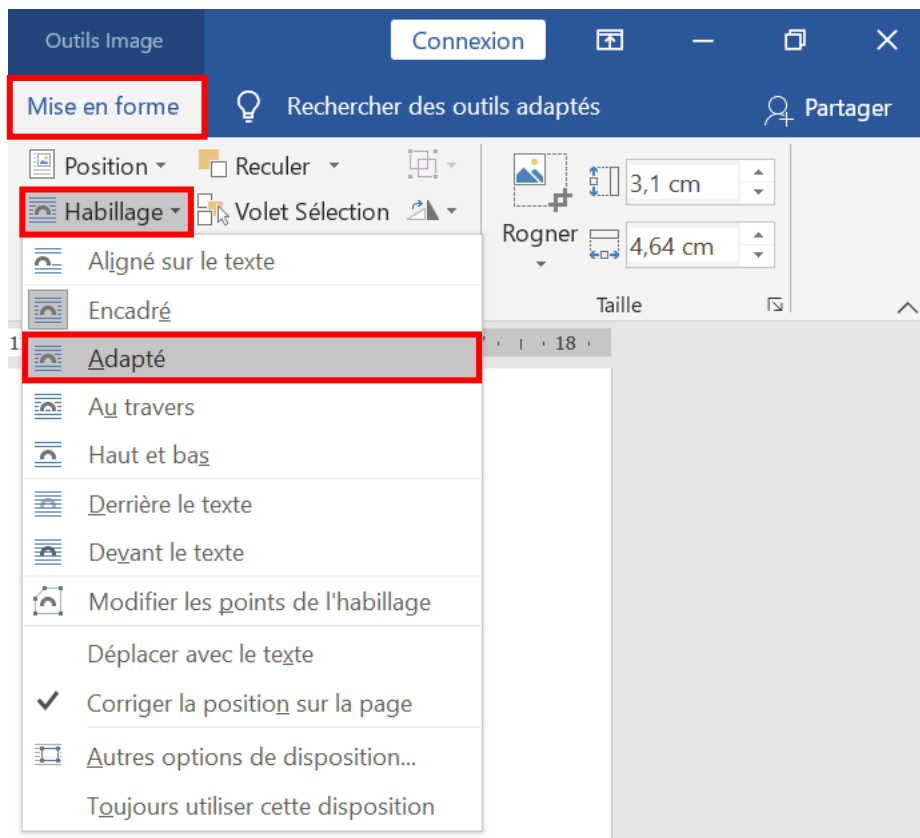 Outils Image Connexion
Mise en forme Rechercher des outils adaptés Partager
Position Reculer
Habillage Volet Sélection
3,1 cm
Rogner 4,64 cm
Taille
Aligné sur le texte
Encadré
Adapté
18
Au travers
Haut et bas
Derrière le texte
Devant le texte
Modifier les points de l'habillage
Déplacer avec le texte
Corriger la position sur la page
Autres options de disposition...
Toujours utiliser cette disposition